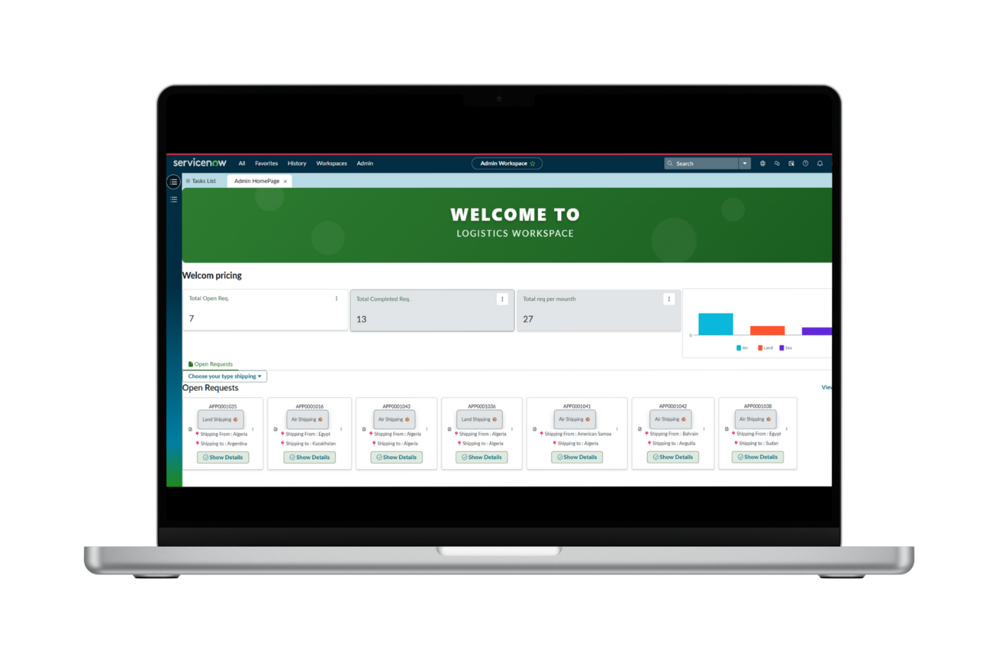 servicenow All Favorites History Workspaces Admin Admin Workspace Search
Tasks List Admin HomePage ×
WELCOME TO
LOGISTICS WORKSPACE
Welcom pricing
Total Open Req. Total Completed Req. Total req per mounth
7 13 27
0
Air Land Sea
Open Requests
Choose your type shipping
Open Requests
APP0001035 APP0001016 APP0001043 APP0001036 APP0001041 APP0001042 APP0001038
Land Shipping Air Shipping Air Shipping Land Shipping Air Shipping Air Shipping Air Shipping
Shipping From : Algeria Shipping From : Egypt Shipping From : Algeria Shipping From : Algeria Shipping From : American Samoa Shipping From : Bahrain Shipping From : Egypt
Shipping to : Argentina Shipping to : Kazakhstan Shipping to : Algeria Shipping to : Algeria Shipping to : Algeria Shipping to : Anguilla Shipping to : Sudan
Show Details Show Details Show Details Show Details Show Details Show Details Show Details